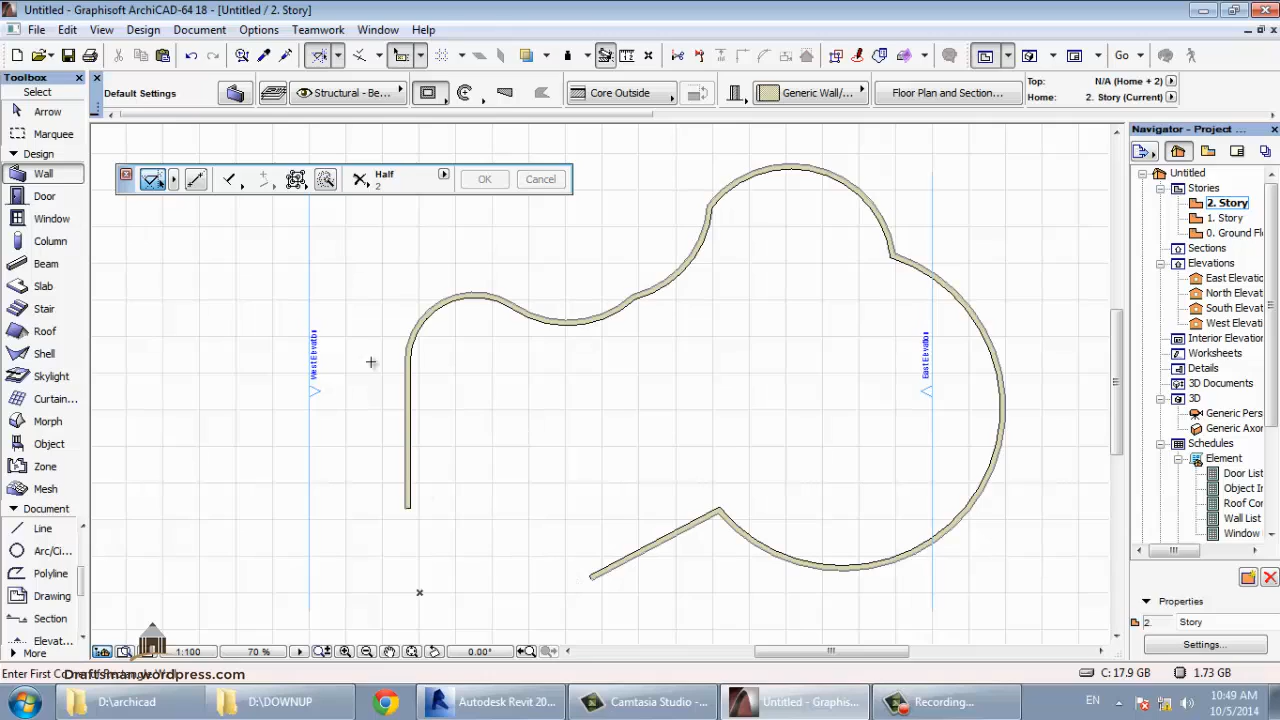 Untitled - Graphisoft ArchiCAD-64 18 - [Untitled / 2. Story]
File Edit View Design Document Options Teamwork Window Help
Go
Toolbox
Select
Arrow
Marquee
Design
Wall
Door
Window
Column
Beam
Slab
Stair
Roof
Shell
Skylight
Curtain...
Morph
Object
Zone
Mesh
Document
Line
Arc/Ci...
Polyline
Drawing
Section
Elevat...
More
Default Settings
Structural - Be...
Core Outside
Generic Wall/...
Floor Plan and Section...
Top: N/A (Home + 2)
Home: 2. Story (Current)
Half
2
OK
Cancel
West Elevation
East Elevation
Navigator - Project ...
Untitled
Stories
2. Story
1. Story
0. Ground Fl
Sections
Elevations
East Elevat
North Eleva
South Eleva
West Eleva
Interior Elevation
Worksheets
Details
3D Documents
3D
Generic Pers
Generic Axon
Schedules
Element
Door List
Object In
Roof Co
Wall List
Window
Properties
2. Story
Settings...
1:100
70 %
0.00°
Draftsmen.wordpress.com
C: 17.9 GB
1.73 GB
D:\archicad
D:\DOWNUP
Autodesk Revit 20...
Camtasia Studio -...
Untitled - Graphis...
Recording...
EN
10:49 AM
10/5/2014